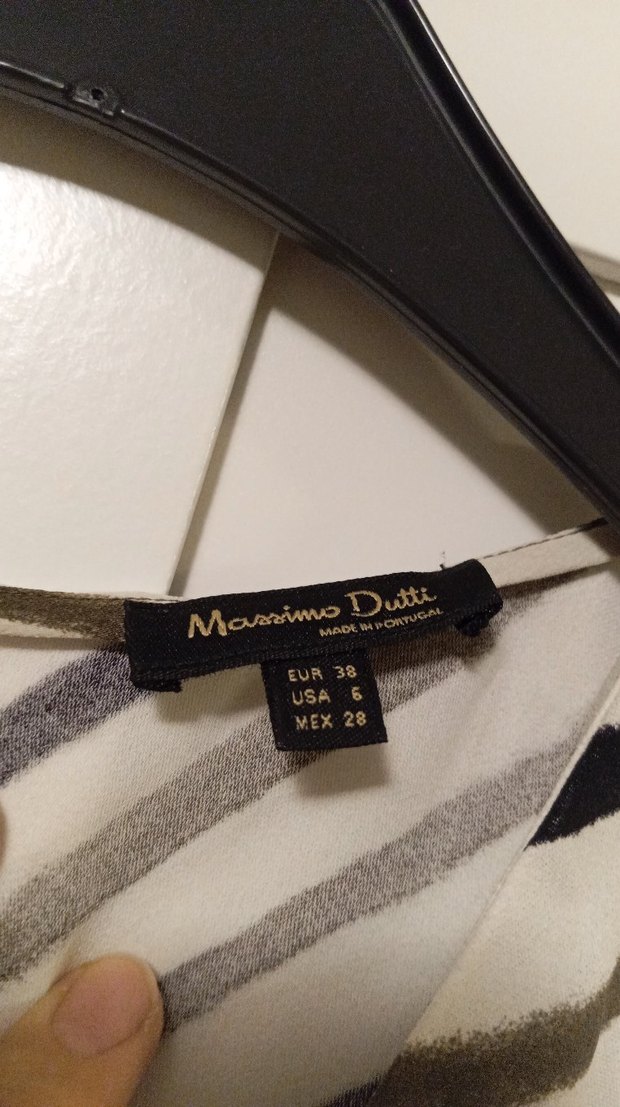 Massimo Dutti
MADE IN PORTUGAL
EUR 38
USA 6
MEX 28